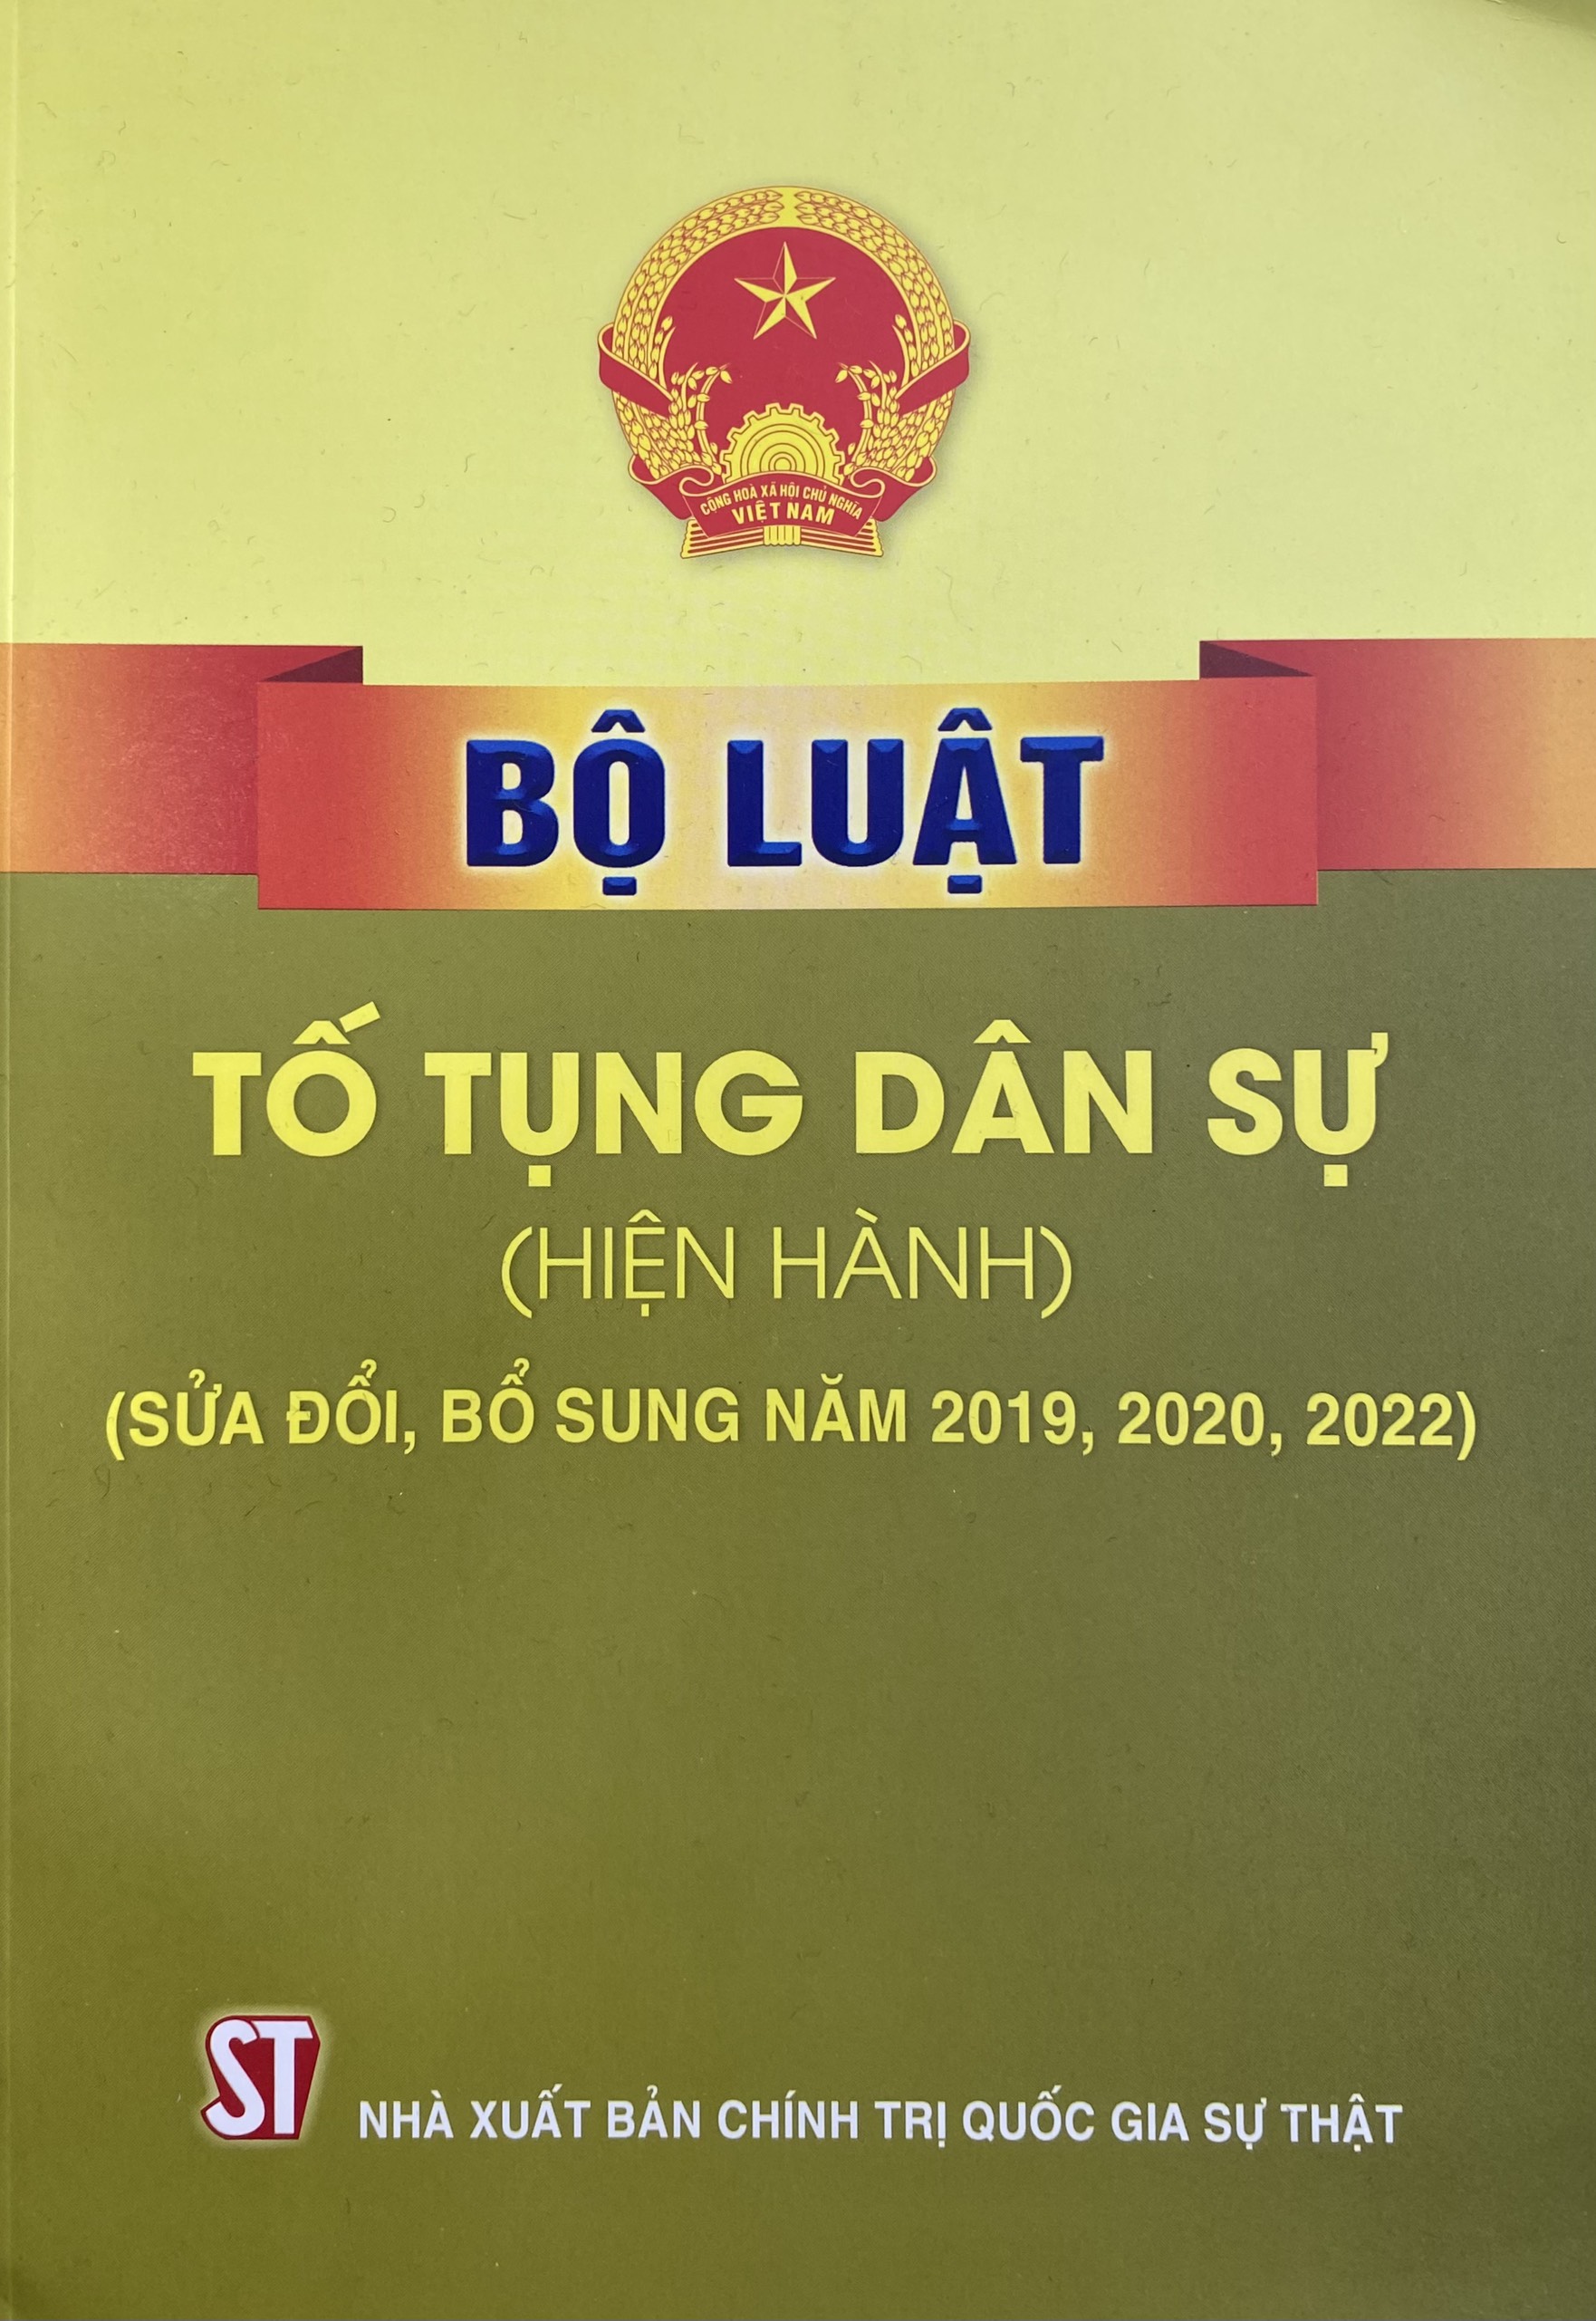 CỘNG HOÀ XÃ HỘI CHỦ NGHĨA
VIỆT NAM
BỘ LUẬT
TỐ TỤNG DÂN SỰ
(HIỆN HÀNH)
(SỬA ĐỔI, BỔ SUNG NĂM 2019, 2020, 2022)
ST
NHÀ XUẤT BẢN CHÍNH TRỊ QUỐC GIA SỰ THẬT